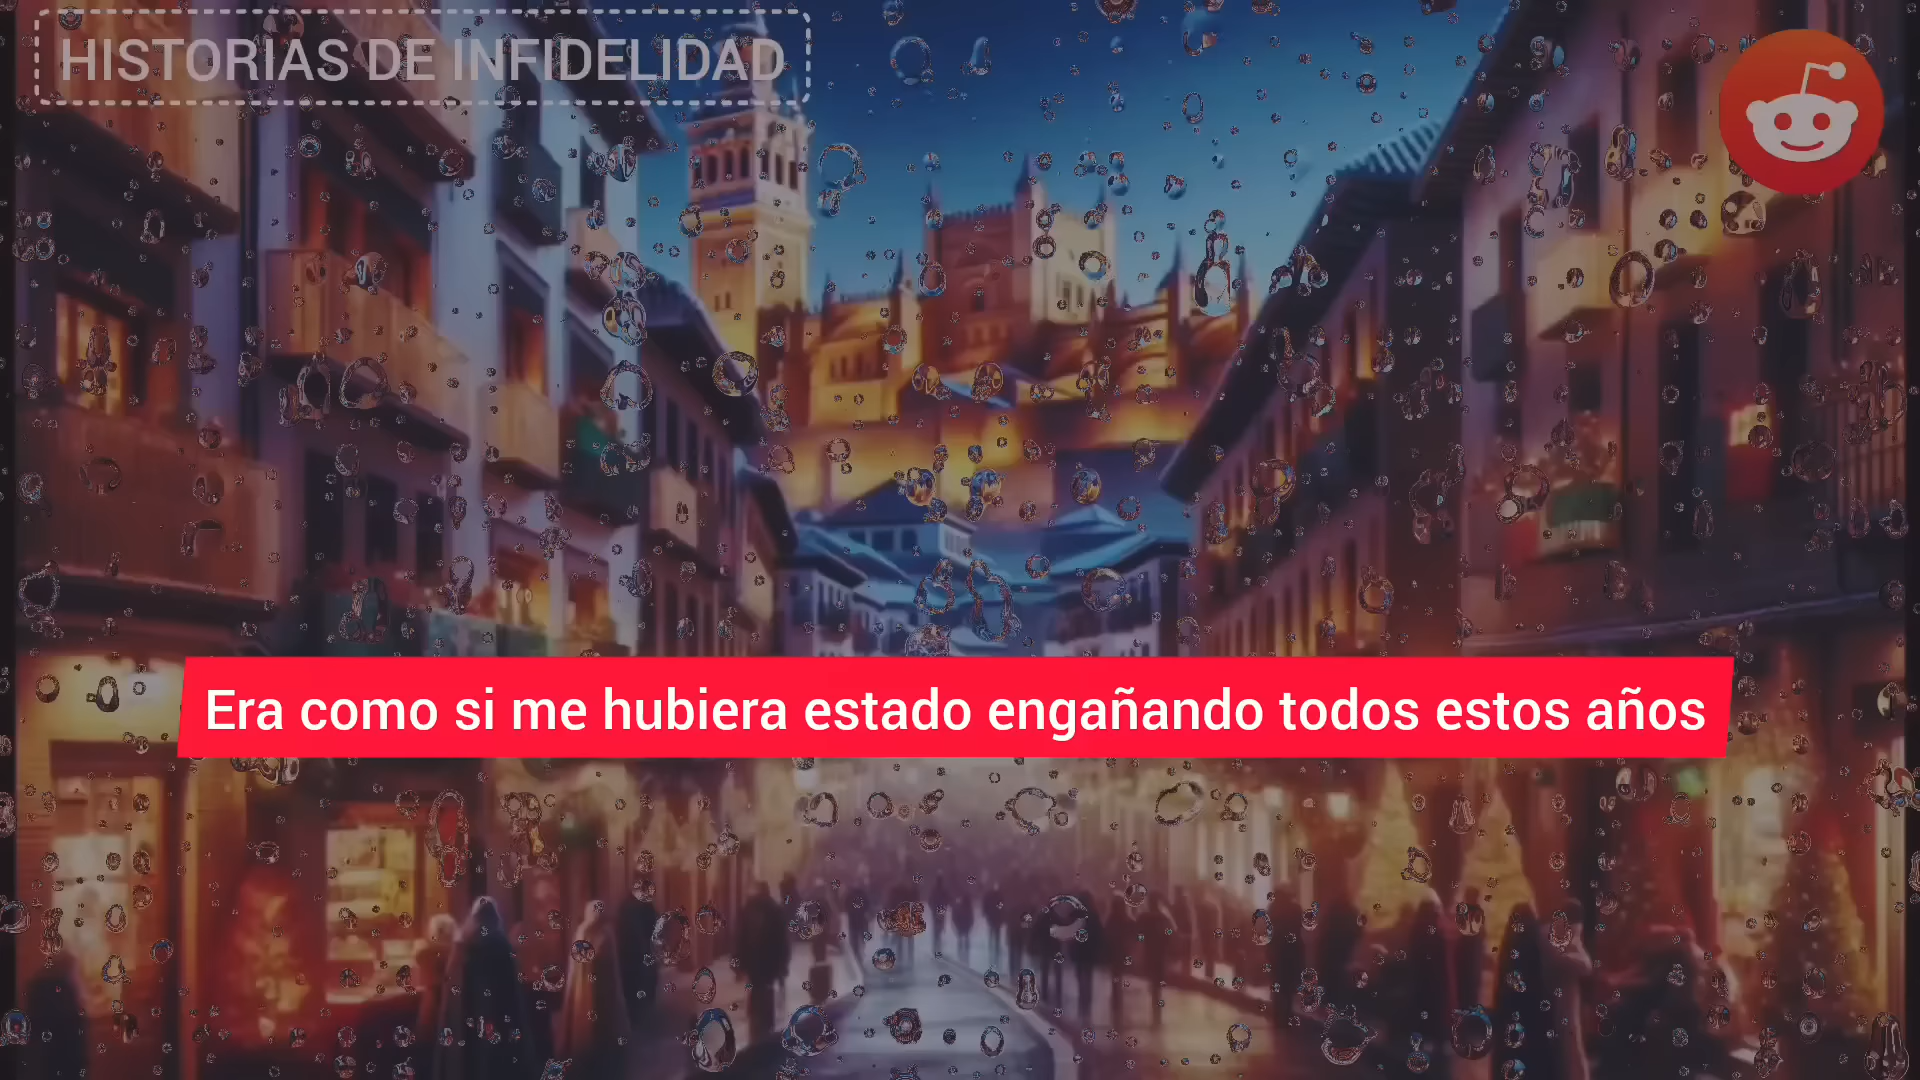 HISTORIAS DE INFIDELIDAD
Era como si me hubiera estado engañando todos estos años